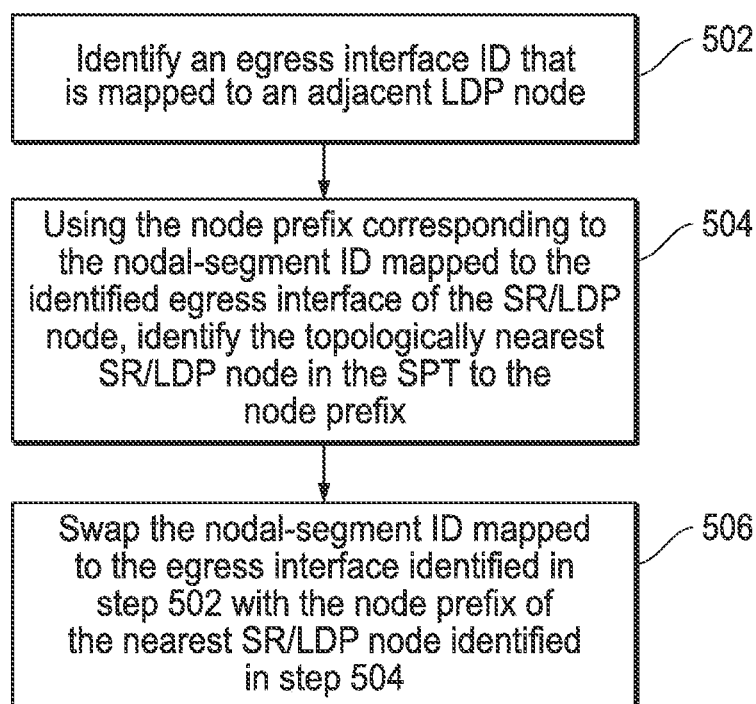 Identify an egress interface ID that
is mapped to an adjacent LDP node
502
Using the node prefix corresponding to
the nodal-segment ID mapped to the
identified egress interface of the SR/LDP
node, identify the topologically nearest
SR/LDP node in the SPT to the
node prefix
504
Swap the nodal-segment ID mapped
to the egress interface identified in
step 502 with the node prefix of
the nearest SR/LDP node identified
in step 504
506